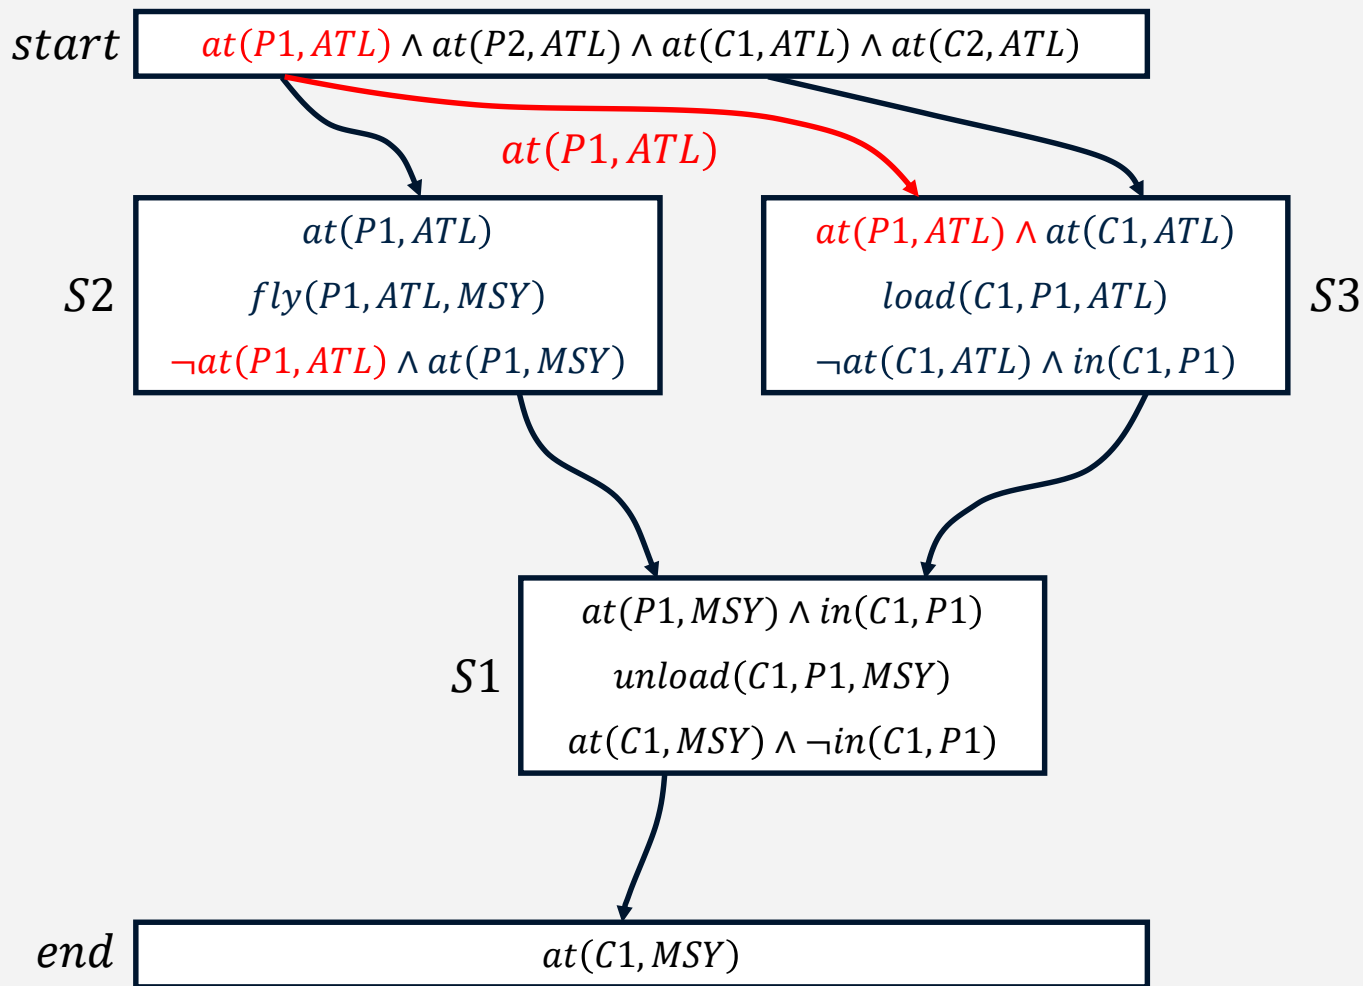 start
at(P1, ATL) ∧ at(P2, ATL) ∧ at(C1, ATL) ∧ at(C2, ATL)
at(P1, ATL)
S2
at(P1, ATL)
fly(P1, ATL, MSY)
¬at(P1, ATL) ∧ at(P1, MSY)
at(P1, ATL) ∧ at(C1, ATL)
load(C1, P1, ATL)
¬at(C1, ATL) ∧ in(C1, P1)
S3
S1
at(P1, MSY) ∧ in(C1, P1)
unload(C1, P1, MSY)
at(C1, MSY) ∧ ¬in(C1, P1)
end
at(C1, MSY)